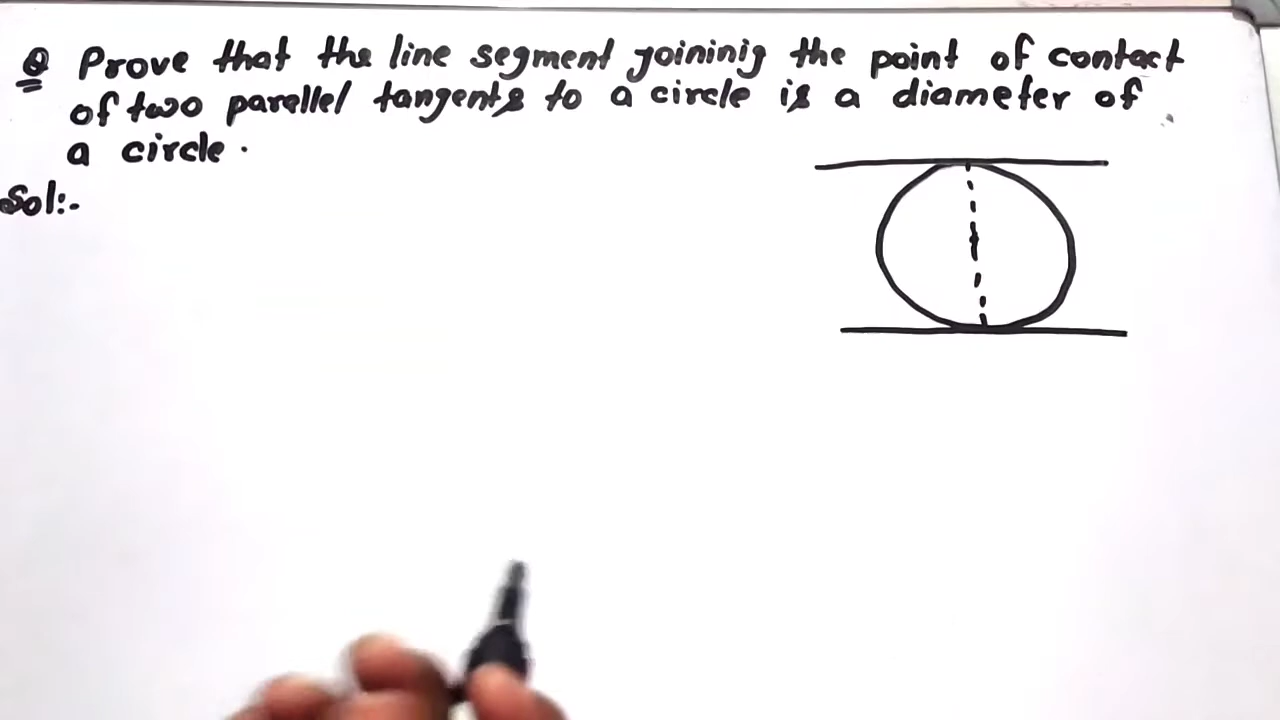 Q Prove that the line segment joininig the point of contact
of two parellel tangents to a circle is a diameter of
a circle.
Sol:-